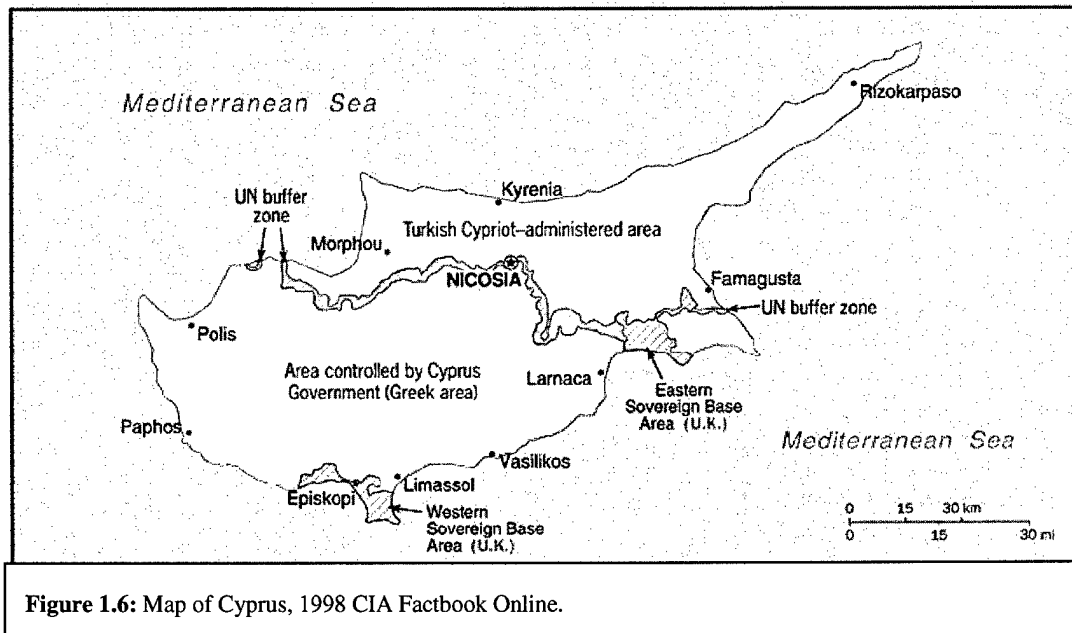 Mediterranean Sea
Rizokarpaso
UN buffer
zone
Kyrenia
Turkish Cypriot–administered area
Morphou
NICOSIA
Famagusta
UN buffer zone
Polis
Area controlled by Cyprus
Government (Greek area)
Larnaca
Eastern
Sovereign Base
Area (U.K.)
Paphos
Mediterranean Sea
Vasilikos
Limassol
Episkopi
Western
Sovereign Base
Area (U.K.)
0 15 30 km
0 15 30 mi
Figure 1.6: Map of Cyprus, 1998 CIA Factbook Online.